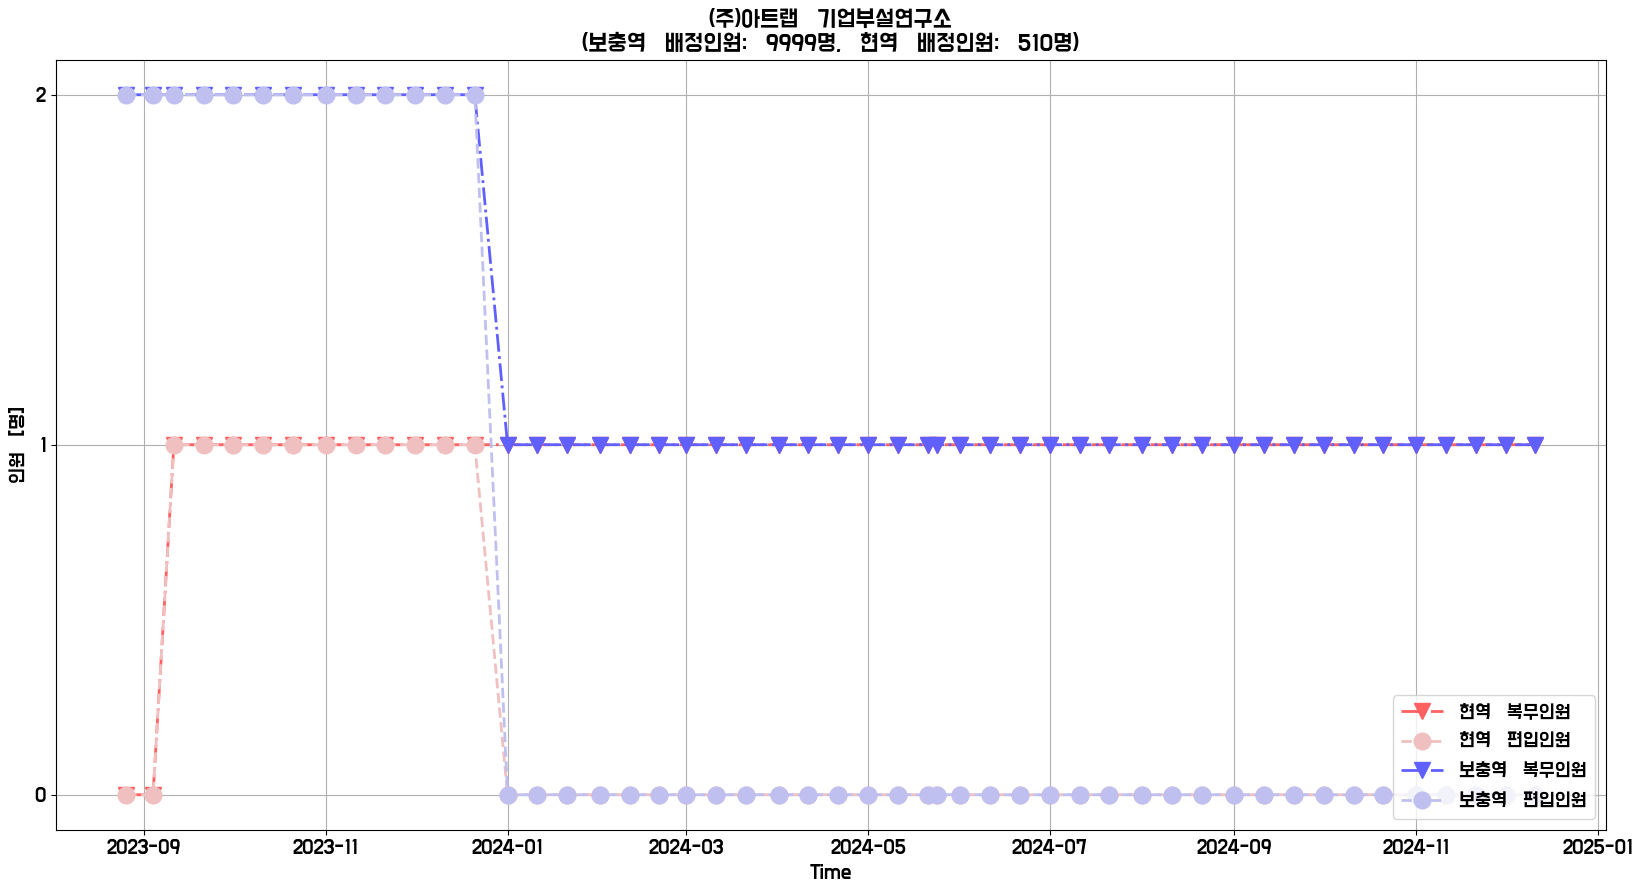 (주)아트랩 기업부설연구소
(보충역 배정인원: 9999명, 현역 배정인원: 510명)
인원 [명]
2
1
0
2023-09 2023-11 2024-01 2024-03 2024-05 2024-07 2024-09 2024-11 2025-01
Time
현역 복무인원
현역 편입인원
보충역 복무인원
보충역 편입인원